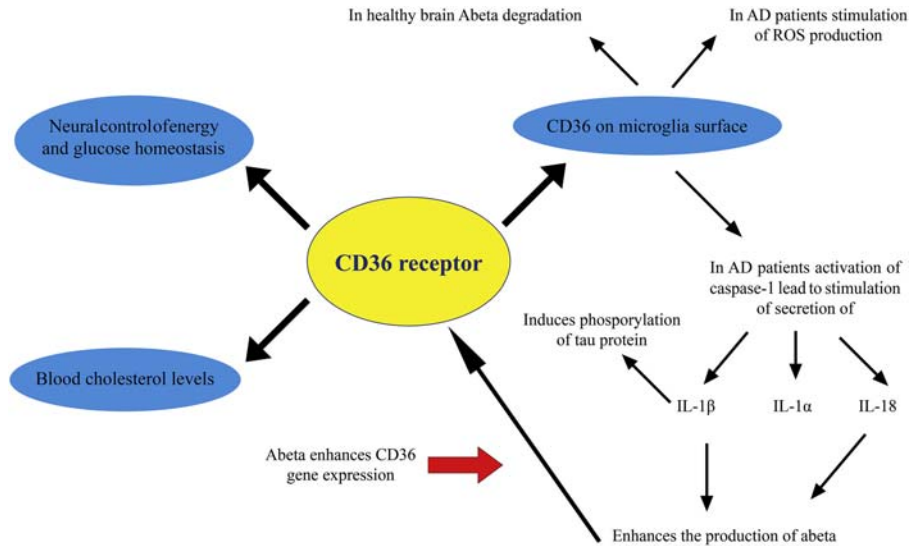 In healthy brain Abeta degradation
In AD patients stimulation
of ROS production
Neuralcontrolofenergy
and glucose homeostasis
CD36 on microglia surface
CD36 receptor
In AD patients activation of
caspase-1 lead to stimulation
of secretion of
Induces phosporylation
of tau protein
Blood cholesterol levels
IL-1β
IL-1α
IL-18
Abeta enhances CD36
gene expression
Enhances the production of abeta